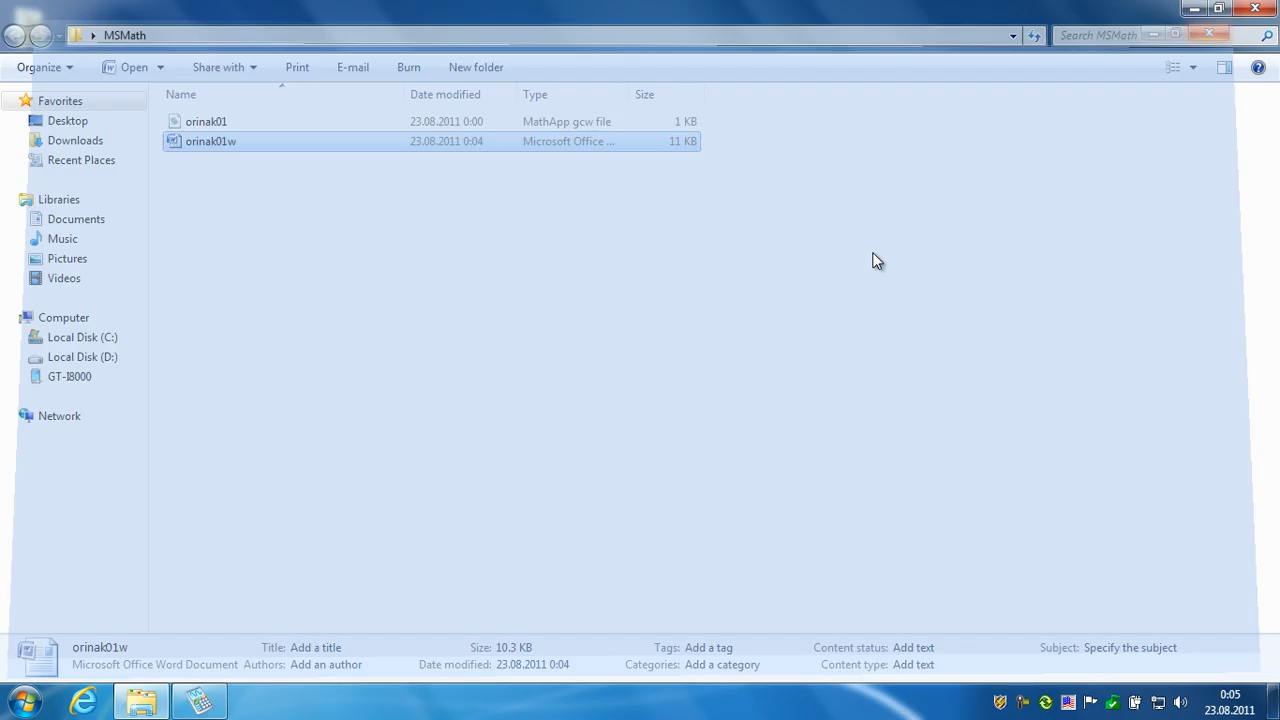 MSMath
Search MSMath
Organize Open Share with Print E-mail Burn New folder
Name Date modified Type Size
Favorites
Desktop
Downloads
Recent Places
Libraries
Documents
Music
Pictures
Videos
Computer
Local Disk (C:)
Local Disk (D:)
GT-I8000
Network
orinak01 23.08.2011 0:00 MathApp gcw file 1 KB
orinak01w 23.08.2011 0:04 Microsoft Office ... 11 KB
orinak01w Title: Add a title Size: 10.3 KB Tags: Add a tag Content status: Add text Subject: Specify the subject
Microsoft Office Word Document Authors: Add an author Date modified: 23.08.2011 0:04 Categories: Add a category Content type: Add text
0:05
23.08.2011